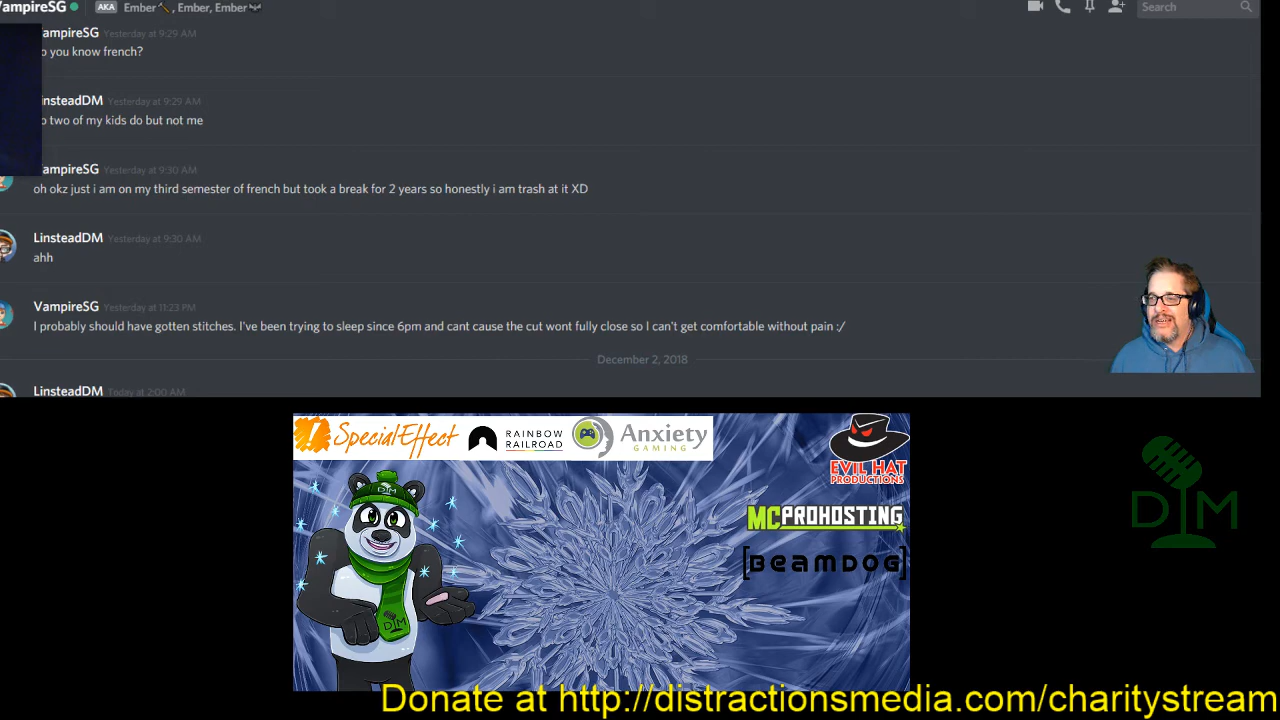 VampireSG AKA Ember, Ember, Ember Search
VampireSG Yesterday at 9:29 AM
do you know french?
LinsteadDM Yesterday at 9:29 AM
two of my kids do but not me
VampireSG Yesterday at 9:30 AM
oh okz just i am on my third semester of french but took a break for 2 years so honestly i am trash at it XD
LinsteadDM Yesterday at 9:30 AM
ahh
VampireSG Yesterday at 11:23 PM
I probably should have gotten stitches. I've been trying to sleep since 6pm and cant cause the cut wont fully close so I can't get comfortable without pain :/
December 2, 2018
LinsteadDM Today at 2:00 AM
SpecialEffect
RAINBOW
RAILROAD
Anxiety
GAMING
EVIL HAT
PRODUCTIONS
MCPROHOSTING
[BEAMDOG]
DM
DM
DM
Donate at http://distractionsmedia.com/charitystream